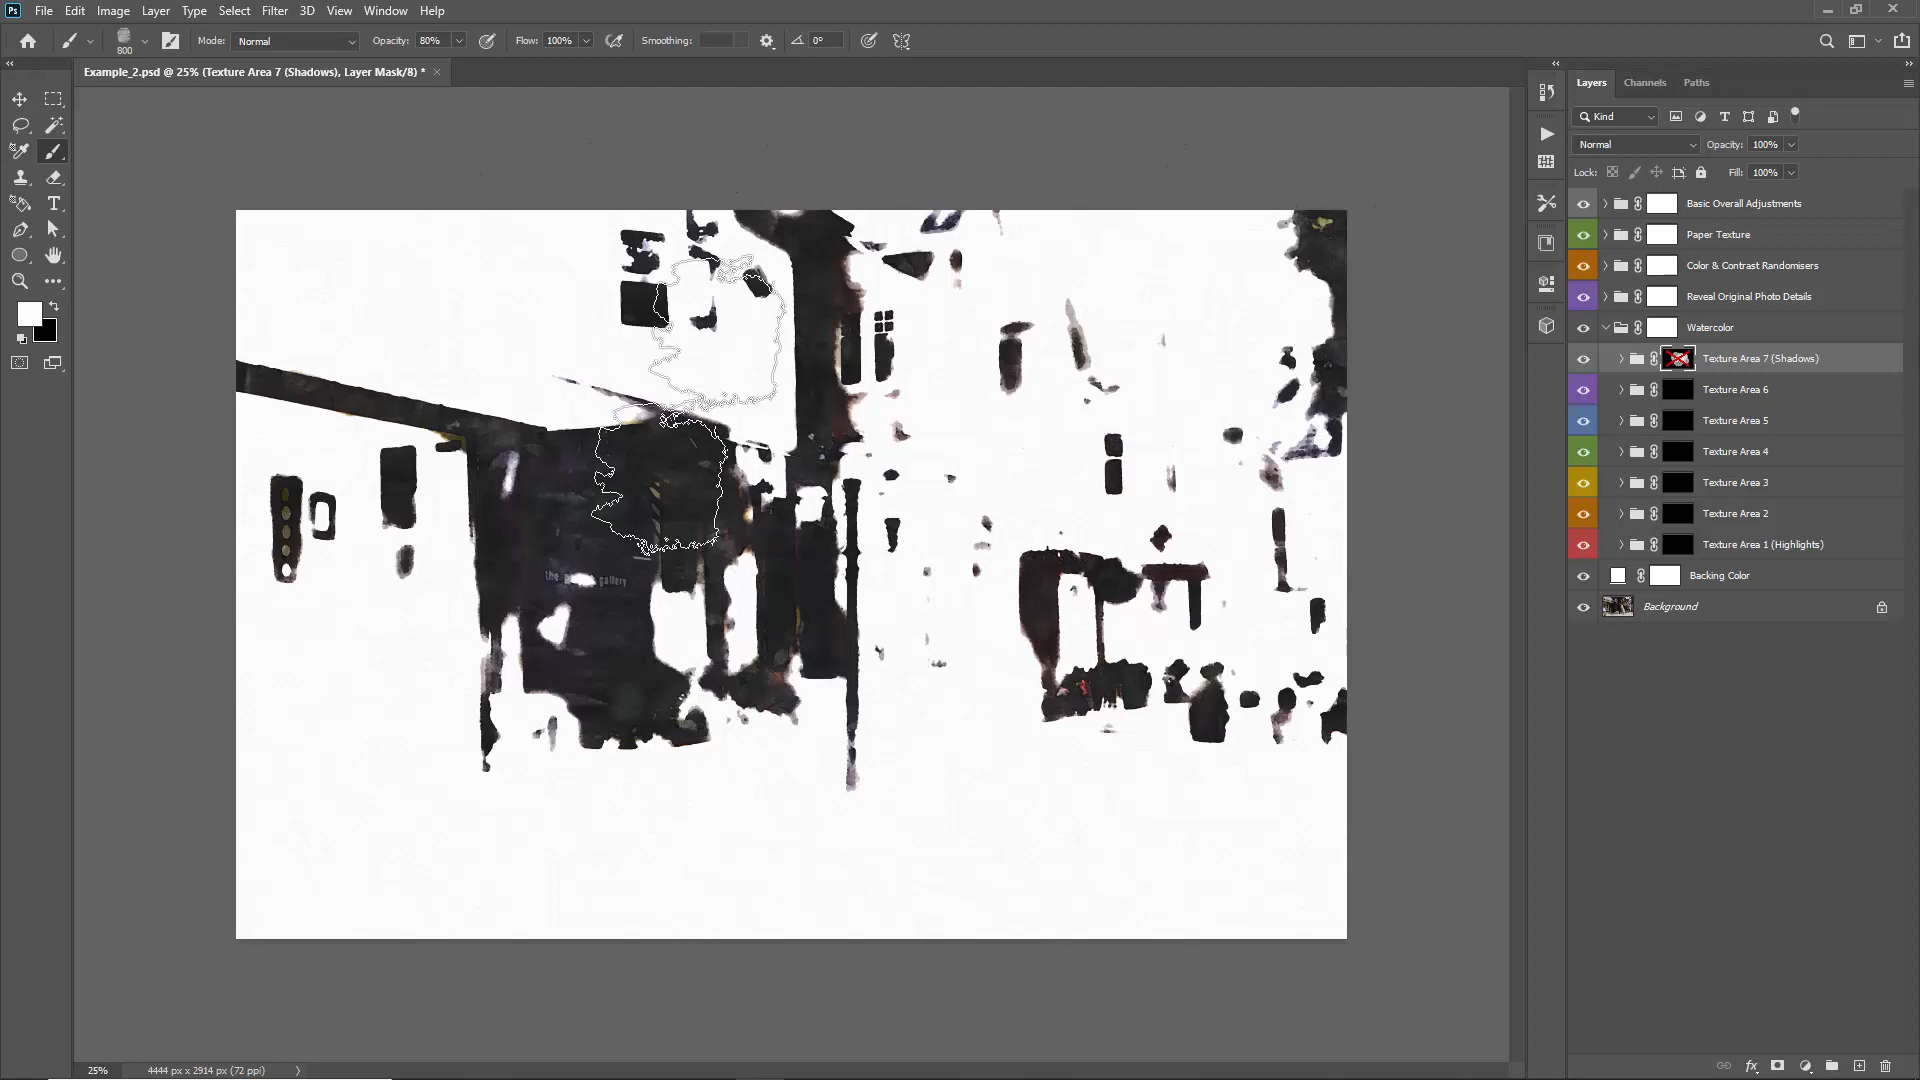 Ps File Edit Image Layer Type Select Filter 3D View Window Help
800 Mode: Normal Opacity: 80% Flow: 100% Smoothing: 0°
Example_2.psd @ 25% (Texture Area 7 (Shadows), Layer Mask/8) *
Layers Channels Paths
Kind
Normal Opacity: 100%
Lock: Fill: 100%
Basic Overall Adjustments
Paper Texture
Color & Contrast Randomisers
Reveal Original Photo Details
Watercolor
Texture Area 7 (Shadows)
Texture Area 6
Texture Area 5
Texture Area 4
Texture Area 3
Texture Area 2
Texture Area 1 (Highlights)
Backing Color
Background
the gallery
25% 4444 px x 2914 px (72 ppi)